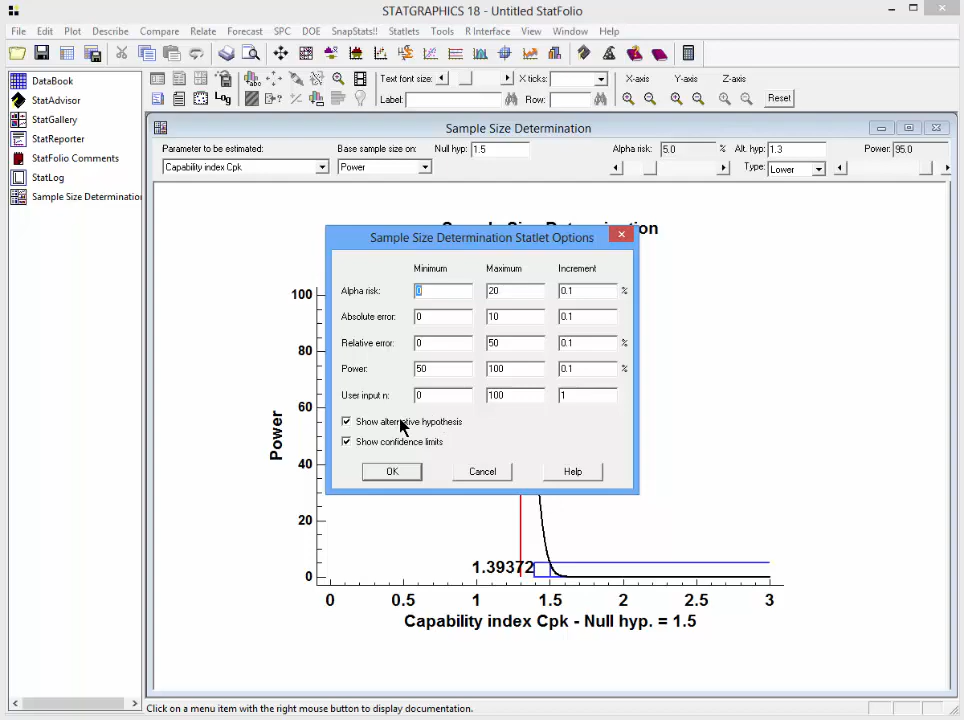 STATGRAPHICS 18 - Untitled StatFolio
File Edit Plot Describe Compare Relate Forecast SPC DOE SnapStats!! Statlets Tools R Interface View Window Help
Text font size: X ticks: X-axis Y-axis Z-axis
Log Label: Row: Reset
DataBook
StatAdvisor
StatGallery
StatReporter
StatFolio Comments
StatLog
Sample Size Determination
Sample Size Determination
Parameter to be estimated: Base sample size on: Null hyp: 1.5 Alpha risk: 5.0 % Alt. hyp: 1.3 Power: 95.0
Capability index Cpk Power Type: Lower
Sample Size Determination
Sample Size Determination Statlet Options
Minimum Maximum Increment
Alpha risk: 0 20 0.1 %
Absolute error: 0 10 0.1
Relative error: 0 50 0.1 %
Power: 50 100 0.1 %
User input n: 0 100 1
Show alternative hypothesis
Show confidence limits
OK Cancel Help
100
80
60
40
20
0
Power
1.39372
0 0.5 1 1.5 2 2.5 3
Capability index Cpk - Null hyp. = 1.5
Click on a menu item with the right mouse button to display documentation.